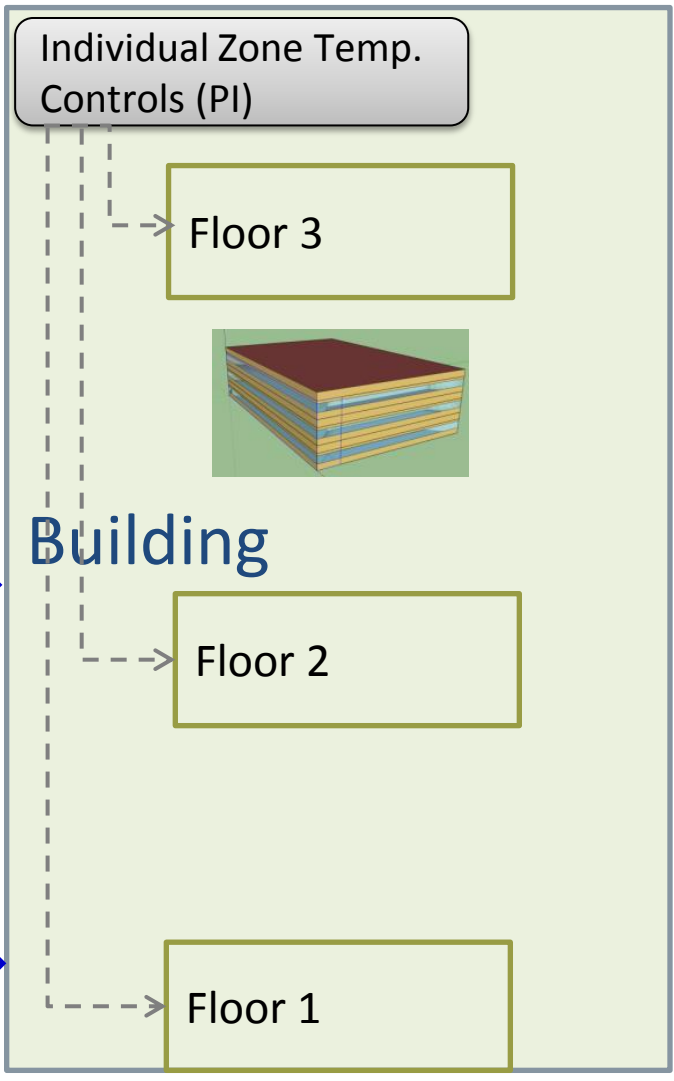 Individual Zone Temp.
Controls (PI)
Floor 3
Building
Floor 2
Floor 1